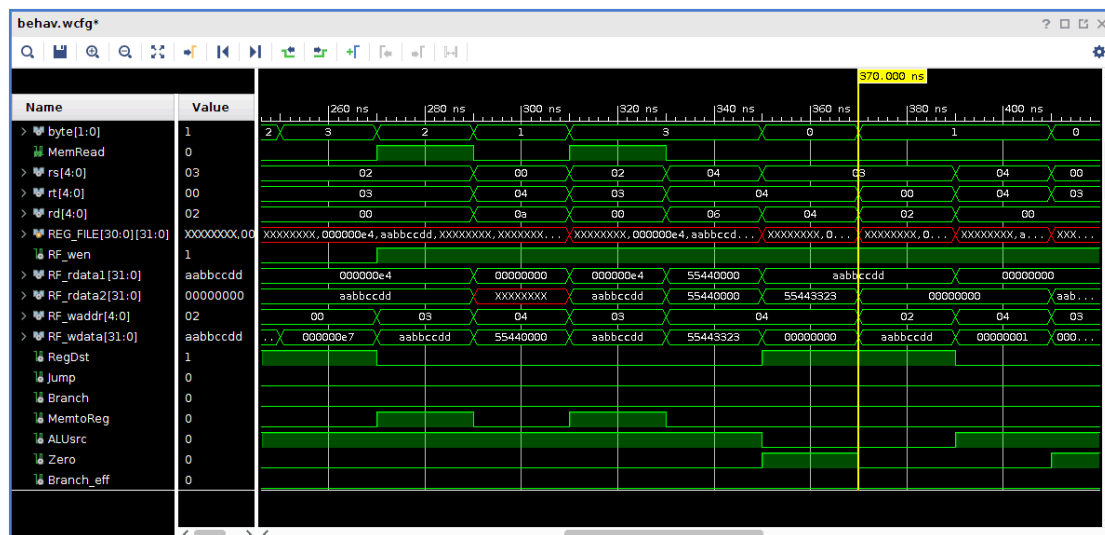 behav.wcfg*
370.000 ns
Name Value 260 ns 280 ns 300 ns 320 ns 340 ns 360 ns 380 ns 400 ns
byte[1:0] 1 2 3 2 1 3 0 1 0
MemRead 0
rs[4:0] 03 02 00 02 04 03 04 00
rt[4:0] 00 03 04 03 04 00 04 03
rd[4:0] 02 00 0a 00 06 04 02 00
REG_FILE[30:0][31:0] XXXXXXXX,00 XXXXXXXX,000000e4,aabbccdd,XXXXXXXX,XXXXXXX... XXXXXXXX,000000e4,aabbccd... XXXXXXXX,0... XXXXXXXX,0... XXXXXXXX,a... XXX...
RF_wen 1
RF_rdata1[31:0] aabbccdd 000000e4 00000000 000000e4 55440000 aabbccdd 00000000
RF_rdata2[31:0] 00000000 aabbccdd XXXXXXXX aabbccdd 55440000 55443323 00000000 aab...
RF_waddr[4:0] 02 00 03 04 03 04 02 04 03
RF_wdata[31:0] aabbccdd ... 000000e7 aabbccdd 55440000 aabbccdd 55443323 00000000 aabbccdd 00000001 000...
RegDst 1
Jump 0
Branch 0
MemtoReg 0
ALUsrc 0
Zero 0
Branch_eff 0